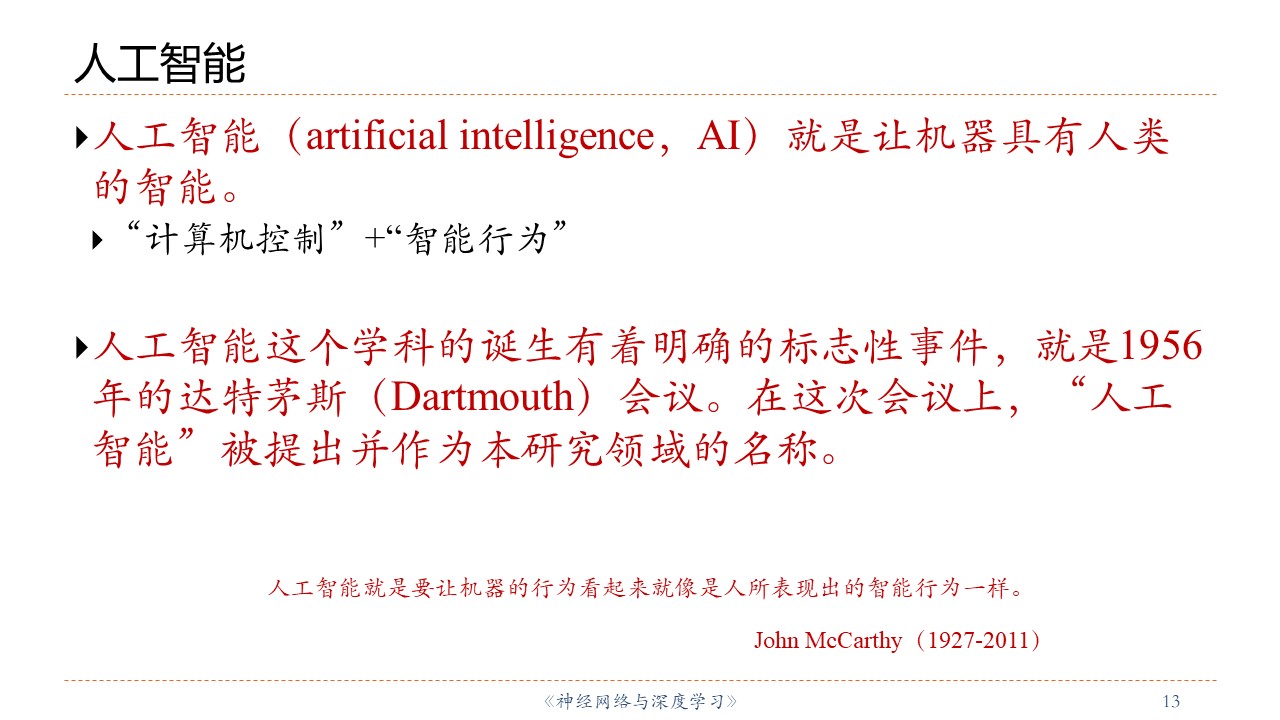 人工智能
人工智能（artificial intelligence，AI）就是让机器具有人类
的智能。
“计算机控制”+“智能行为”
人工智能这个学科的诞生有着明确的标志性事件，就是1956
年的达特茅斯（Dartmouth）会议。在这次会议上，“人工
智能”被提出并作为本研究领域的名称。
人工智能就是要让机器的行为看起来就像是人所表现出的智能行为一样。
John McCarthy（1927-2011）
《神经网络与深度学习》
13